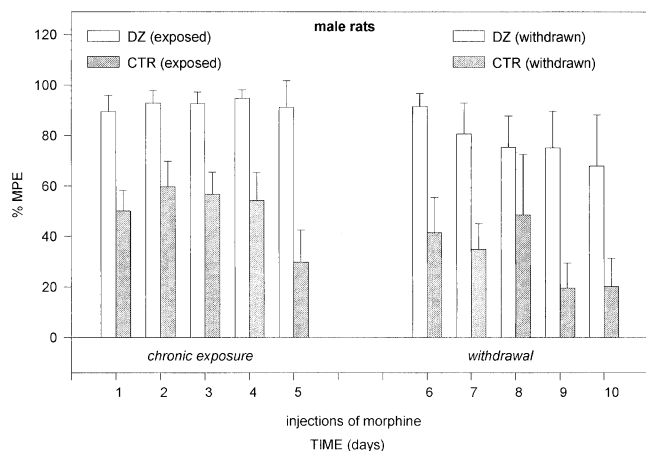 male rats
120
100
80
60
40
20
0
% MPE
DZ (exposed)
CTR (exposed)
DZ (withdrawn)
CTR (withdrawn)
chronic exposure withdrawal
1 2 3 4 5 6 7 8 9 10
injections of morphine
TIME (days)